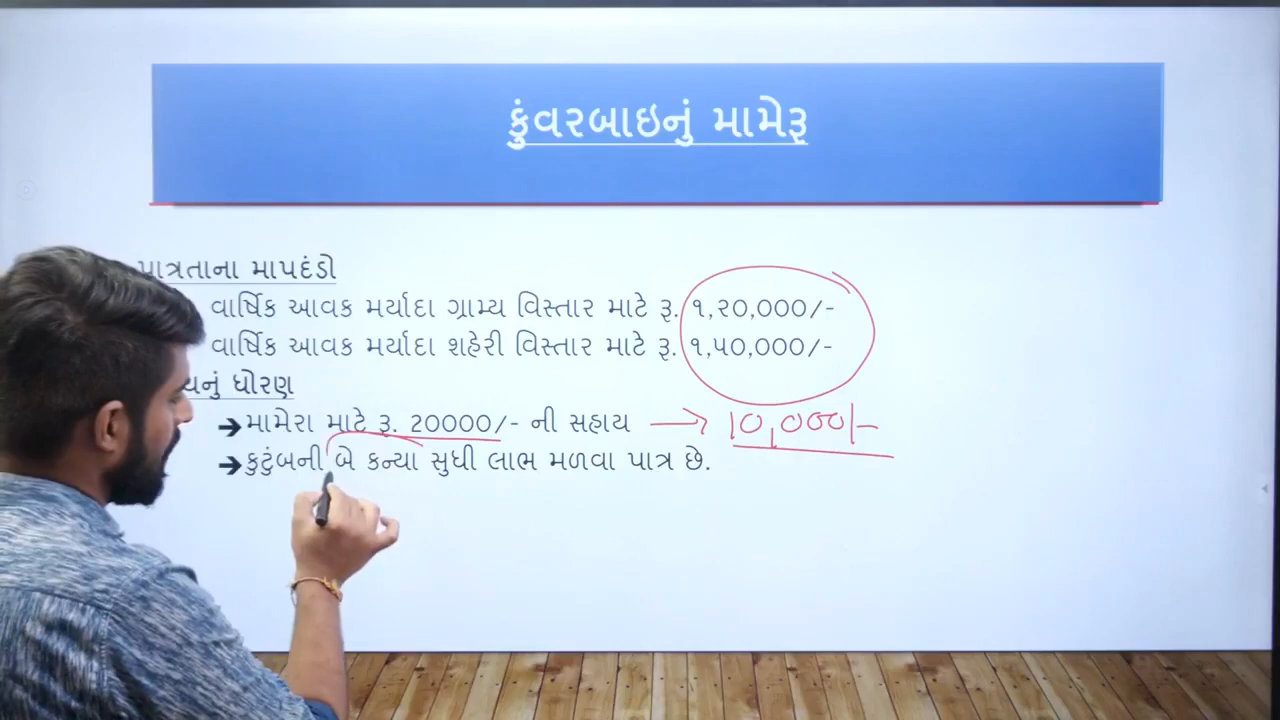 કુંવરબાઇનું મામેરૂ
પાત્રતાના માપદંડો
વાર્ષિક આવક મર્યાદા ગ્રામ્ય વિસ્તાર માટે રૂ. ૧,૨૦,૦૦૦/-
વાર્ષિક આવક મર્યાદા શહેરી વિસ્તાર માટે રૂ. ૧,૫૦,૦૦૦/-
ધોરણ
➔મામેરા માટે રૂ. 20000/- ની સહાય → 10,000/-
➔કુટુંબની બે કન્યા સુધી લાભ મળવા પાત્ર છે.